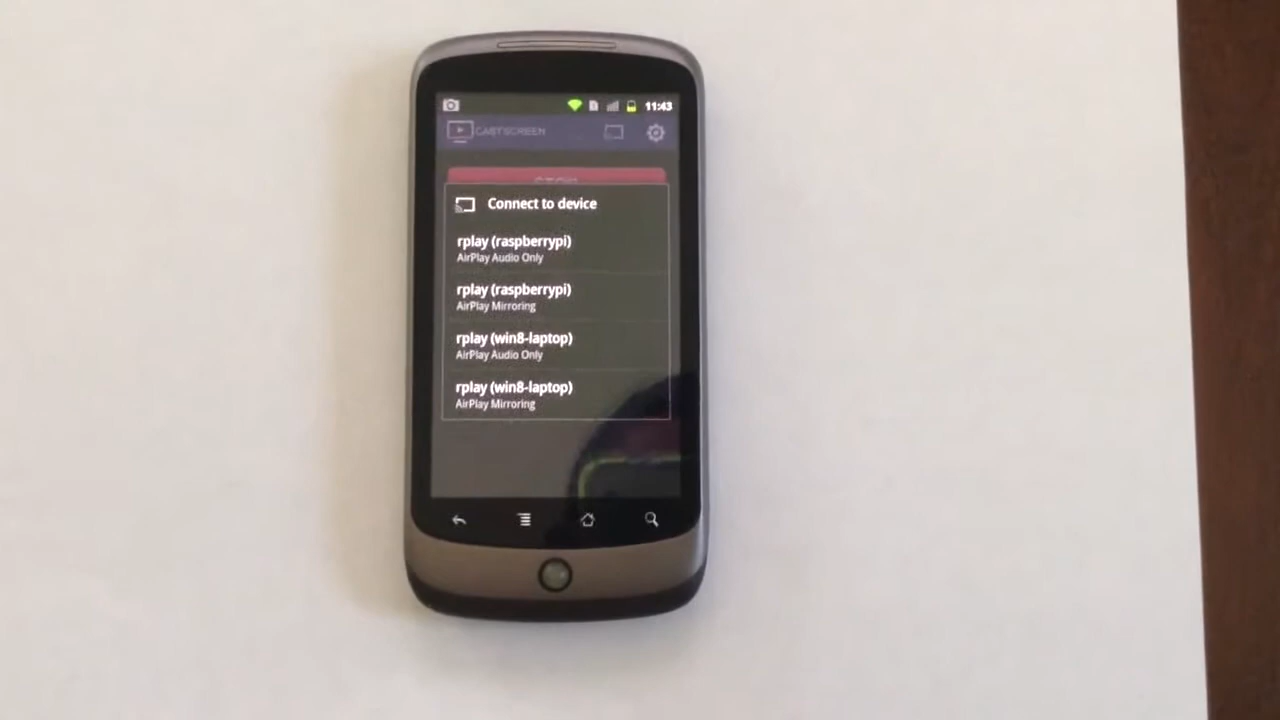 11:43
CASTSCREEN
Connect to device
rplay (raspberrypi)
AirPlay Audio Only
rplay (raspberrypi)
AirPlay Mirroring
rplay (win8-laptop)
AirPlay Audio Only
rplay (win8-laptop)
AirPlay Mirroring